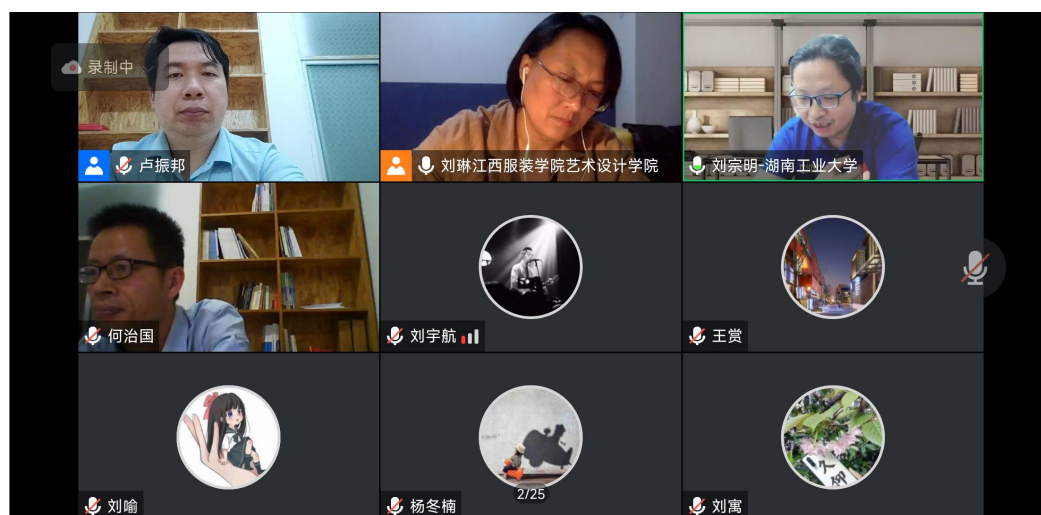 录制中
卢振邦
刘琳江西服装学院艺术设计学院
刘宗明-湖南工业大学
何治国
刘宇航
王赏
刘喻
杨冬楠
2/25
刘寓